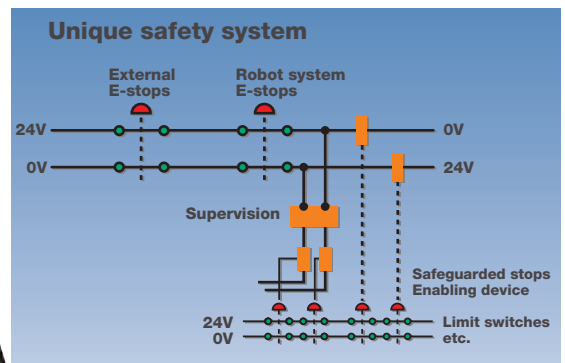 Unique safety system
External
E-stops
Robot system
E-stops
24V
0V
0V
24V
Supervision
Safeguarded stops
Enabling device
24V
Limit switches
0V
etc.